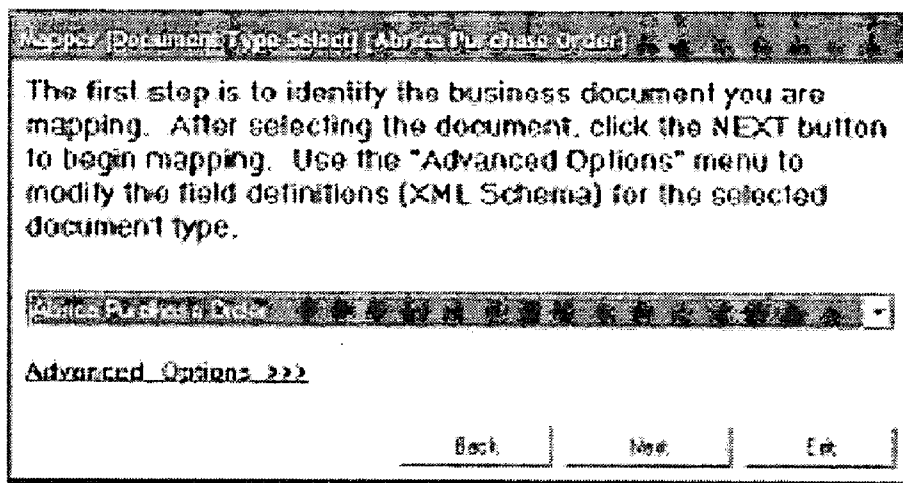 Mapper [Document Type Select] [Abrica Purchase Order]
The first step is to identify the business document you are
mapping. After selecting the document, click the NEXT button
to begin mapping. Use the "Advanced Options" menu to
modify the field definitions (XML Schema) for the selected
document type.
Abrica Purchase Order
Advanced Options >>>
Back Next Exit